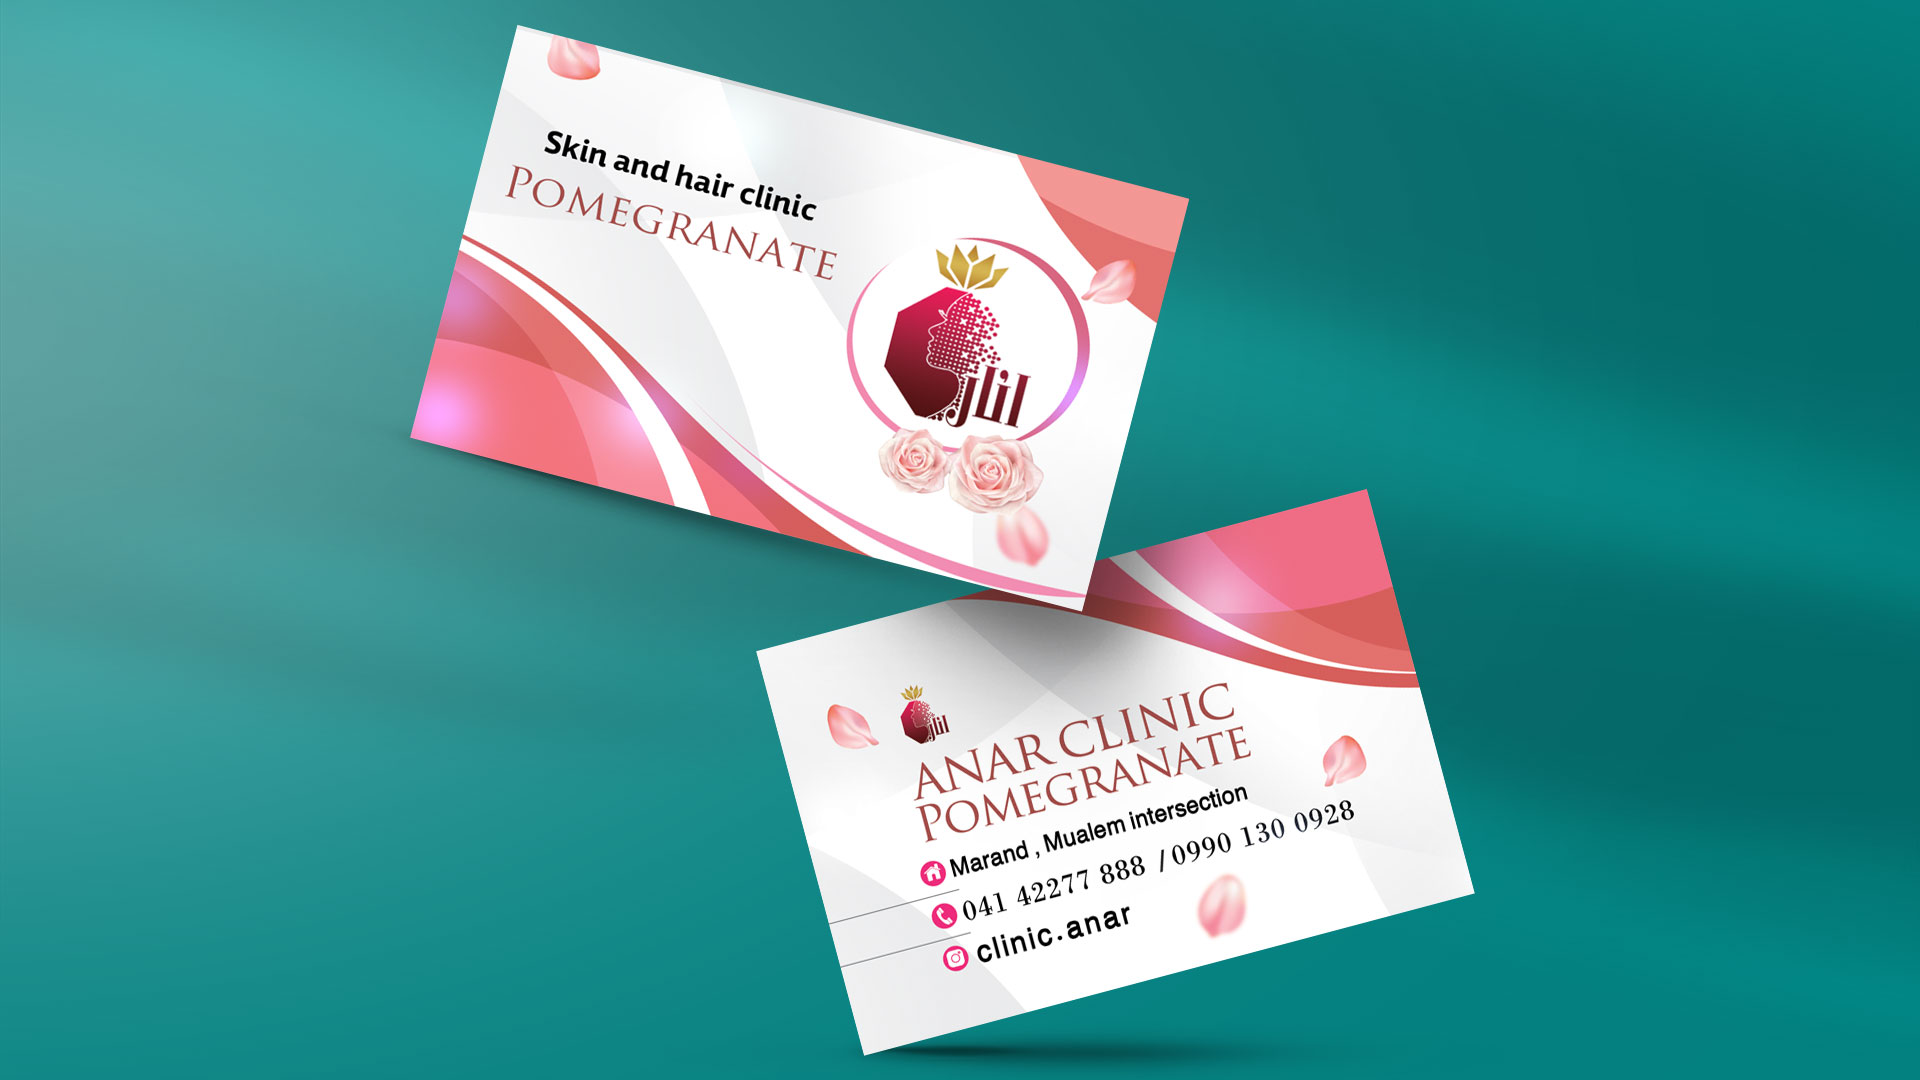 Skin and hair clinic
POMEGRANATE
انار
انار
ANAR CLINIC
POMEGRANATE
Marand , Mualem intersection
041 42277 888 /0990 130 0928
clinic.anar